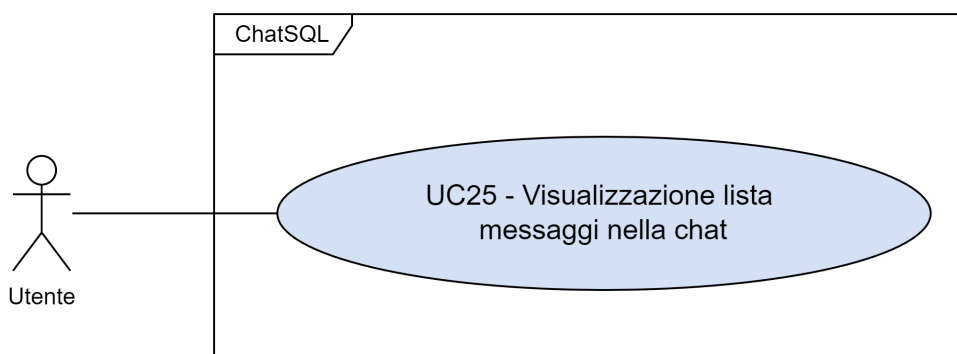 ChatSQL
UC25 - Visualizzazione lista
messaggi nella chat
Utente